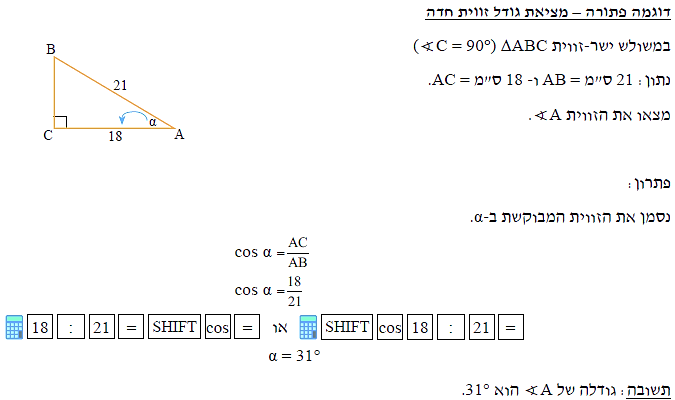 דוגמה פתורה – מציאת גודל זווית חדה
במשולש ישר-זווית ΔABC (∢C = 90°)
נתון: 21 ס״מ = AB ו- 18 ס״מ = AC.
מצאו את הזווית A∢.
B
21
α
C
18
A
פתרון:
נסמן את הזווית המבוקשת ב-α.
cos α = AC/AB
cos α = 18/21
18 : 21 = SHIFT cos = או SHIFT cos 18 : 21 =
α = 31°
תשובה: גודלה של A∢ הוא 31°.